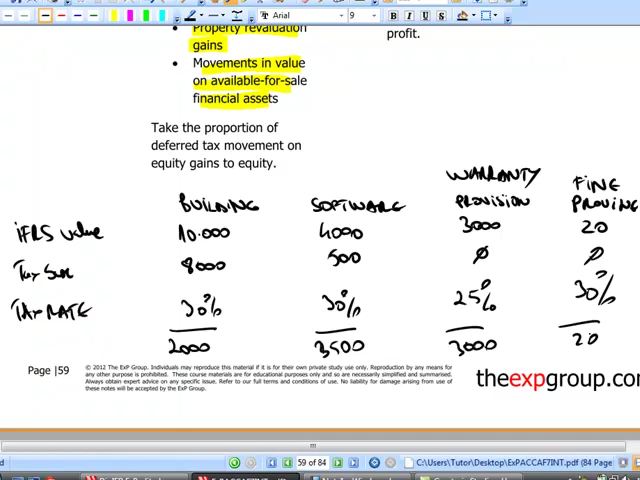 Arial
9
B I U
Property revaluation
gains
profit.
• Movements in value
on available-for-sale
financial assets
Take the proportion of
deferred tax movement on
equity gains to equity.
BUILDING SOFTWARE WARRANTY PROVISION FINE PROVING
IFRS value 10.000 4000 3000 20
Tax 8000 500 0 0
TAX RATE 30% 30% 25% 30%
2000 3500 3000 20
Page |59
© 2012 The ExP Group. Individuals may reproduce this material if it is for their own private study use only. Reproduction by any means for
any other purpose is prohibited. These course materials are for educational purposes only and so are necessarily simplified and summarised.
Always obtain expert advice on any specific issue. Refer to our full terms and conditions of use. No liability for damage arising from use of
these notes will be accepted by the ExP Group.
theexpgroup.co
59 of 84
C:\Users\Tutor\Desktop\ExPACCAF7INT.pdf (84 Page